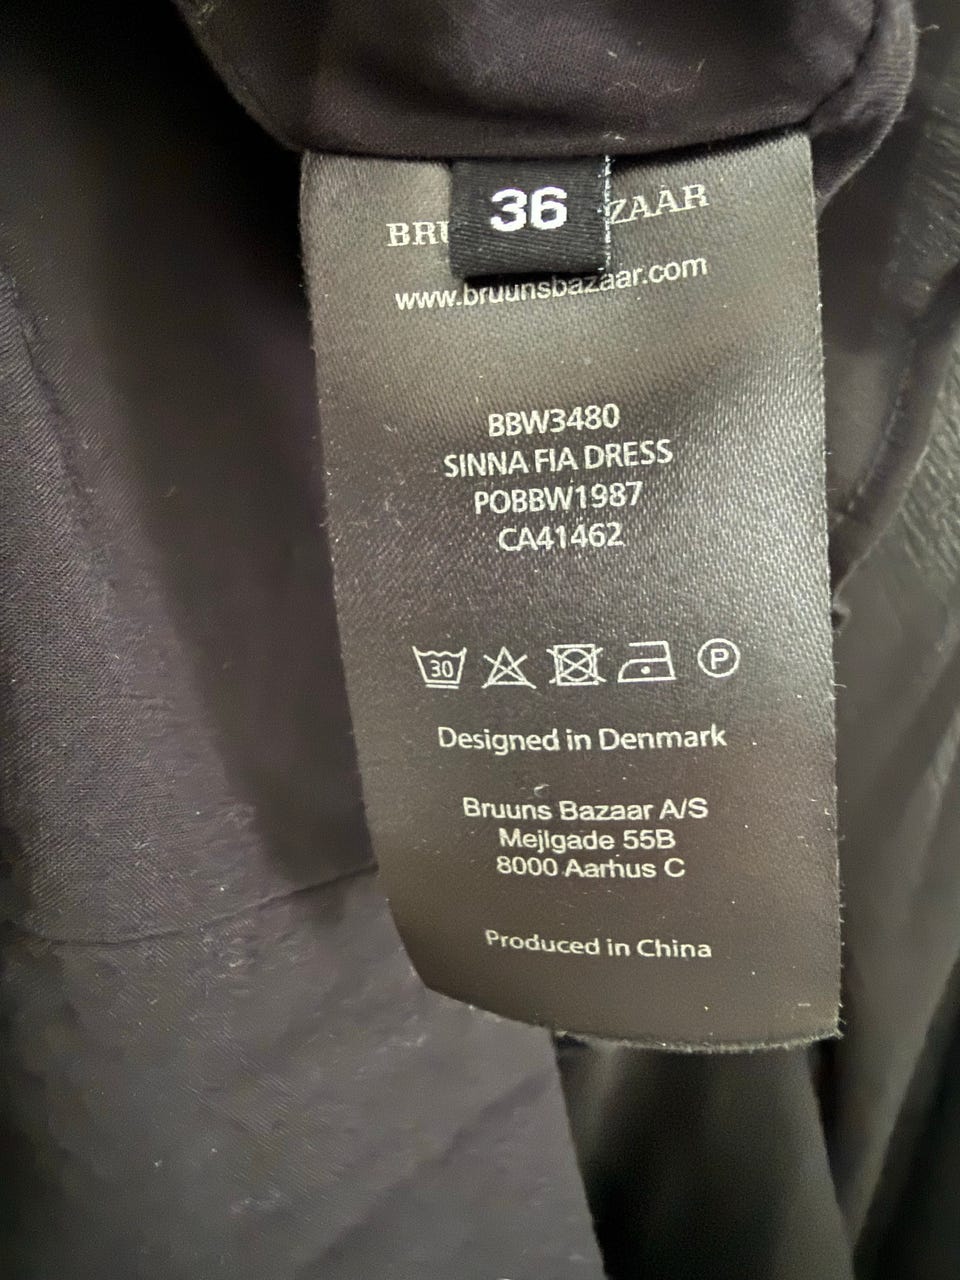 36
BRU ZAAR
www.bruunsbazaar.com
BBW3480
SINNA FIA DRESS
POBBW1987
CA41462
30 P
Designed in Denmark
Bruuns Bazaar A/S
Mejlgade 55B
8000 Aarhus C
Produced in China